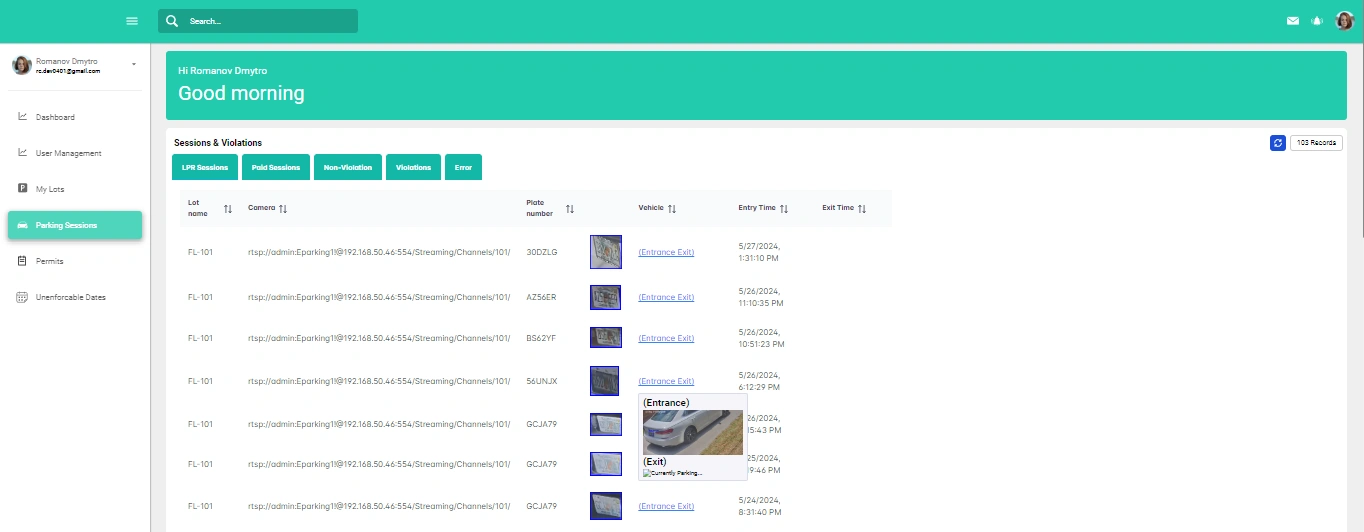 Search...
Romanov Dmytro
rc.dev0401@gmail.com
Hi Romanov Dmytro
Good morning
Dashboard
User Management
My Lots
Parking Sessions
Permits
Unenforcable Dates
Sessions & Violations
103 Records
LPR Sessions Paid Sessions Non-Violation Violations Error
Lot name Camera Plate number Vehicle Entry Time Exit Time
FL-101 rtsp://admin:Eparking1!@192.168.50.46:554/Streaming/Channels/101/ 30DZLG (Entrance Exit) 5/27/2024, 1:31:10 PM
FL-101 rtsp://admin:Eparking1!@192.168.50.46:554/Streaming/Channels/101/ AZ56ER (Entrance Exit) 5/26/2024, 11:10:35 PM
FL-101 rtsp://admin:Eparking1!@192.168.50.46:554/Streaming/Channels/101/ BS62YF (Entrance Exit) 5/26/2024, 10:51:23 PM
FL-101 rtsp://admin:Eparking1!@192.168.50.46:554/Streaming/Channels/101/ 56UNJX (Entrance Exit) 5/26/2024, 6:12:29 PM
(Entrance)
FL-101 rtsp://admin:Eparking1!@192.168.50.46:554/Streaming/Channels/101/ GCJA79 26/2024, 15:43 PM
(Exit)
Currently Parking...
FL-101 rtsp://admin:Eparking1!@192.168.50.46:554/Streaming/Channels/101/ GCJA79 25/2024, 19:46 PM
FL-101 rtsp://admin:Eparking1!@192.168.50.46:554/Streaming/Channels/101/ GCJA79 (Entrance Exit) 5/24/2024, 8:31:40 PM